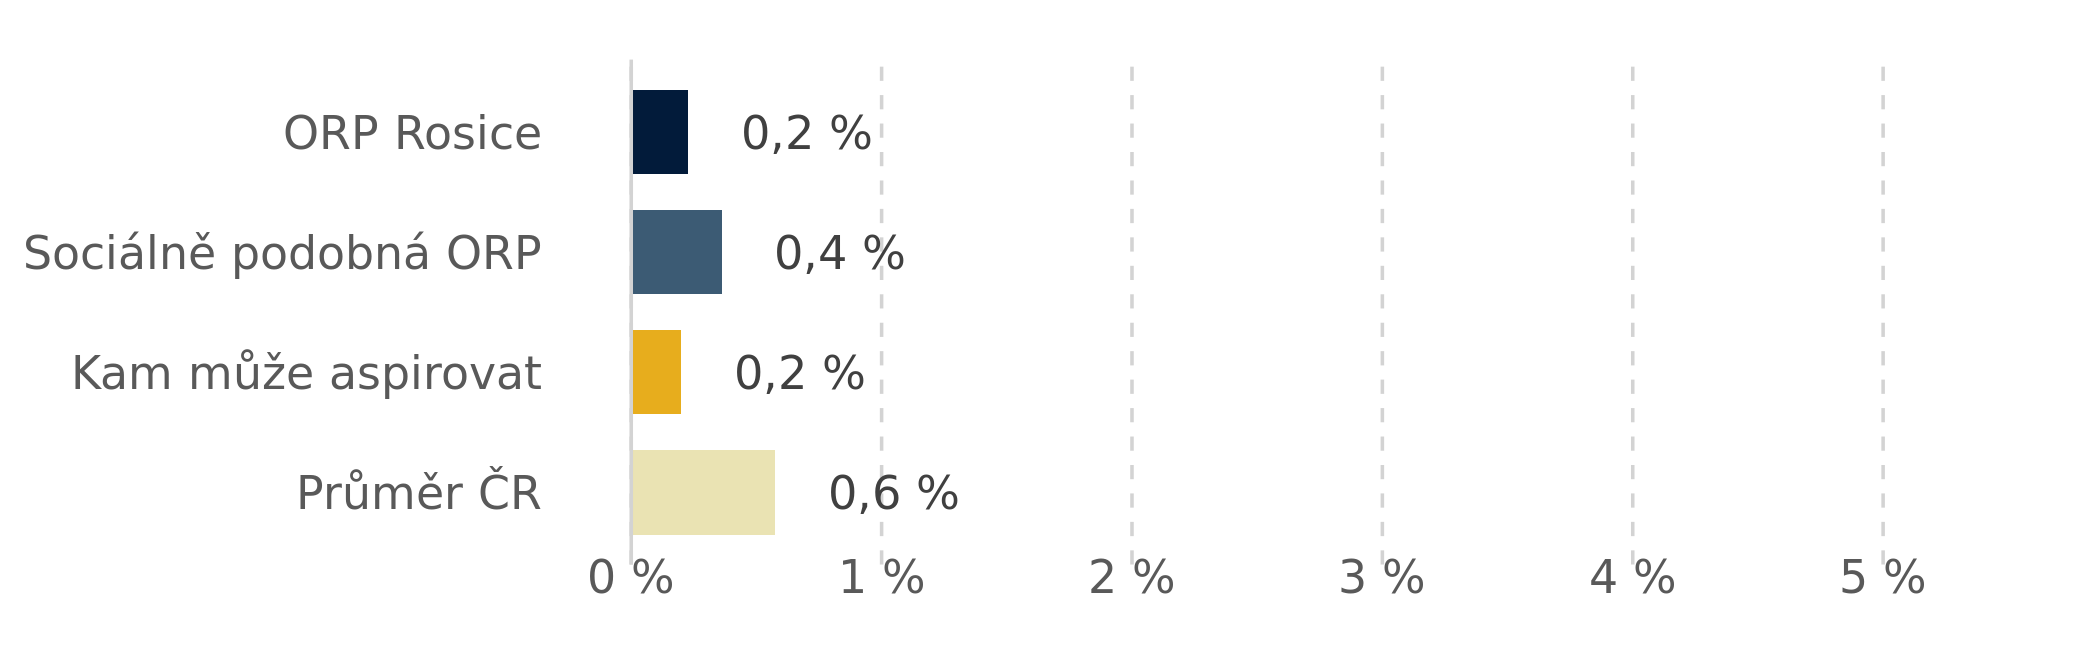 ORP Rosice 0,2 %
Sociálně podobná ORP 0,4 %
Kam může aspirovat 0,2 %
Průměr ČR 0,6 %
0 % 1 % 2 % 3 % 4 % 5 %